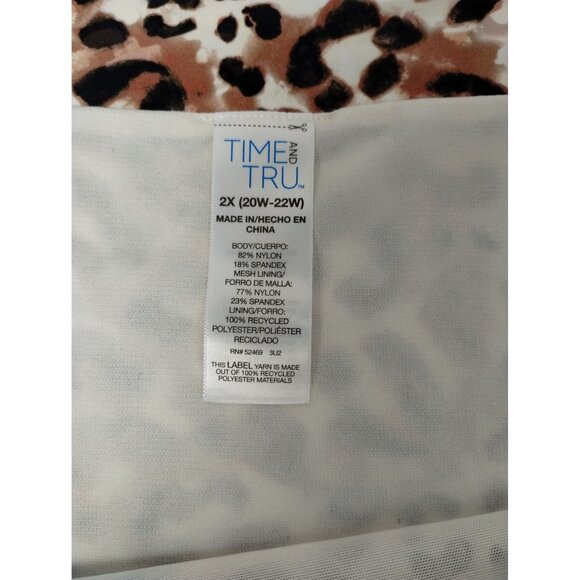 TIME AND
TRU™
2X (20W-22W)
MADE IN/HECHO EN
CHINA
BODY/CUERPO:
82% NYLON
18% SPANDEX
MESH LINING/
FORRO DE MALLA:
77% NYLON
23% SPANDEX
LINING/FORRO:
100% RECYCLED
POLYESTER/POLIÉSTER
RECICLADO
RN# 52469 3U2
THIS LABEL YARN IS MADE
OUT OF 100% RECYCLED
POLYESTER MATERIALS